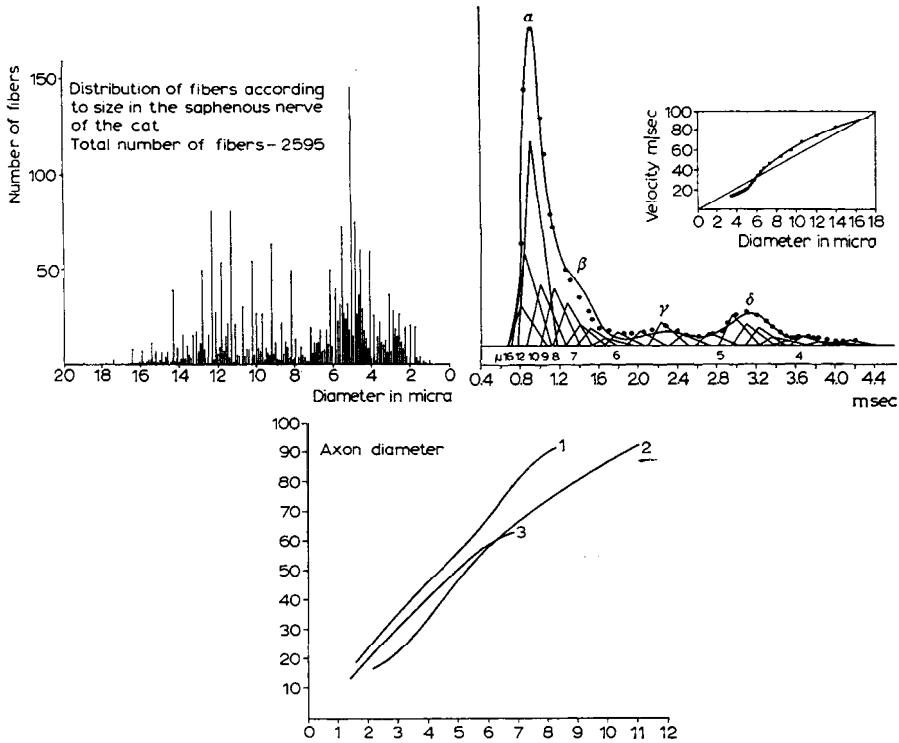 Number of fibers
150
100
50
Distribution of fibers according
to size in the saphenous nerve
of the cat
Total number of fibers – 2595
20 18 16 14 12 10 8 6 4 2 0
Diameter in micra
α
β
γ
δ
μ 16 12 10 9 8 7 6 5 4
0.4 0.8 1.2 1.6 2.0 2.4 2.8 3.2 3.6 4.0 4.4
msec
Velocity m/sec
100
80
60
40
20
0 2 4 6 8 10 12 14 16 18
Diameter in micra
Axon diameter
100
90
80
70
60
50
40
30
20
10
1
2
3
0 1 2 3 4 5 6 7 8 9 10 11 12